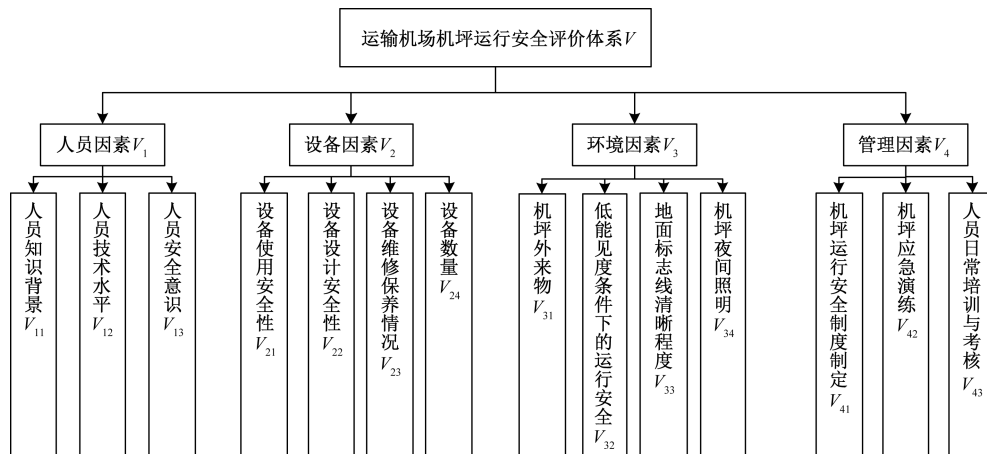 运输机场机坪运行安全评价体系V
人员因素V1
设备因素V2
环境因素V3
管理因素V4
人员知识背景V11
人员技术水平V12
人员安全意识V13
设备使用安全性V21
设备设计安全性V22
设备维修保养情况V23
设备数量V24
机坪外来物V31
低能见度条件下的运行安全V32
地面标志线清晰程度V33
机坪夜间照明V34
机坪运行安全制度制定V41
机坪应急演练V42
人员日常培训与考核V43